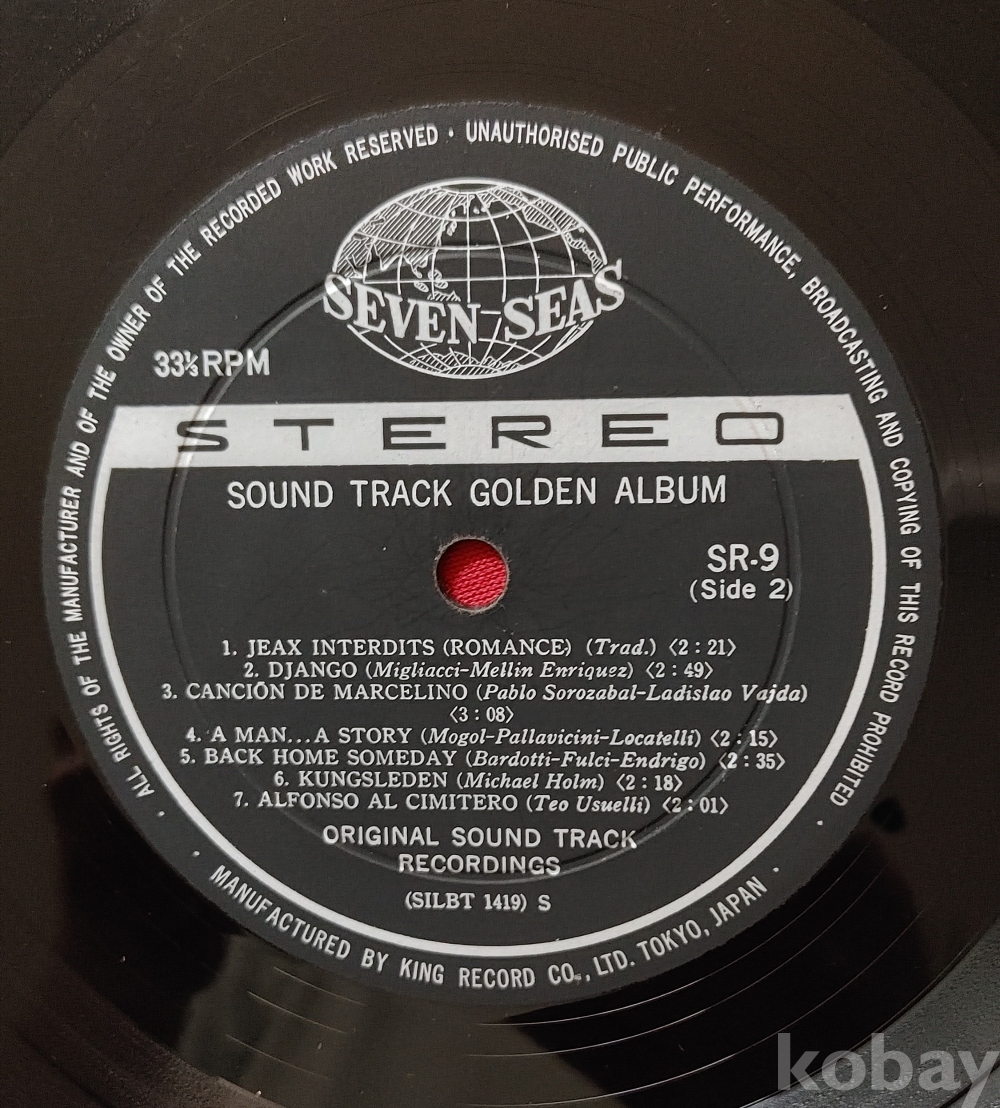 ALL RIGHTS OF THE MANUFACTURER AND OF THE OWNER OF THE RECORDED WORK RESERVED · UNAUTHORISED PUBLIC PERFORMANCE, BROADCASTING AND COPYING OF THIS RECORD PROHIBITED
SEVEN SEAS
33⅓RPM
STEREO
SOUND TRACK GOLDEN ALBUM
SR-9
(Side 2)
1. JEAX INTERDITS (ROMANCE) (Trad.) 〈2 : 21〉
2. DJANGO (Migliacci-Mellin Enriquez) 〈2 : 49〉
3. CANCIÓN DE MARCELINO (Pablo Sorozabal-Ladislao Vajda)
〈3 : 08〉
4. A MAN...A STORY (Mogol-Pallavicini-Locatelli) 〈2 : 15〉
5. BACK HOME SOMEDAY (Bardotti-Fulci-Endrigo) 〈2 : 35〉
6. KUNGSLEDEN (Michael Holm) 〈2 : 18〉
7. ALFONSO AL CIMITERO (Teo Usuelli) 〈2 : 01〉
ORIGINAL SOUND TRACK
RECORDINGS
(SILBT 1419) S
MANUFACTURED BY KING RECORD CO., LTD. TOKYO, JAPAN
kobay